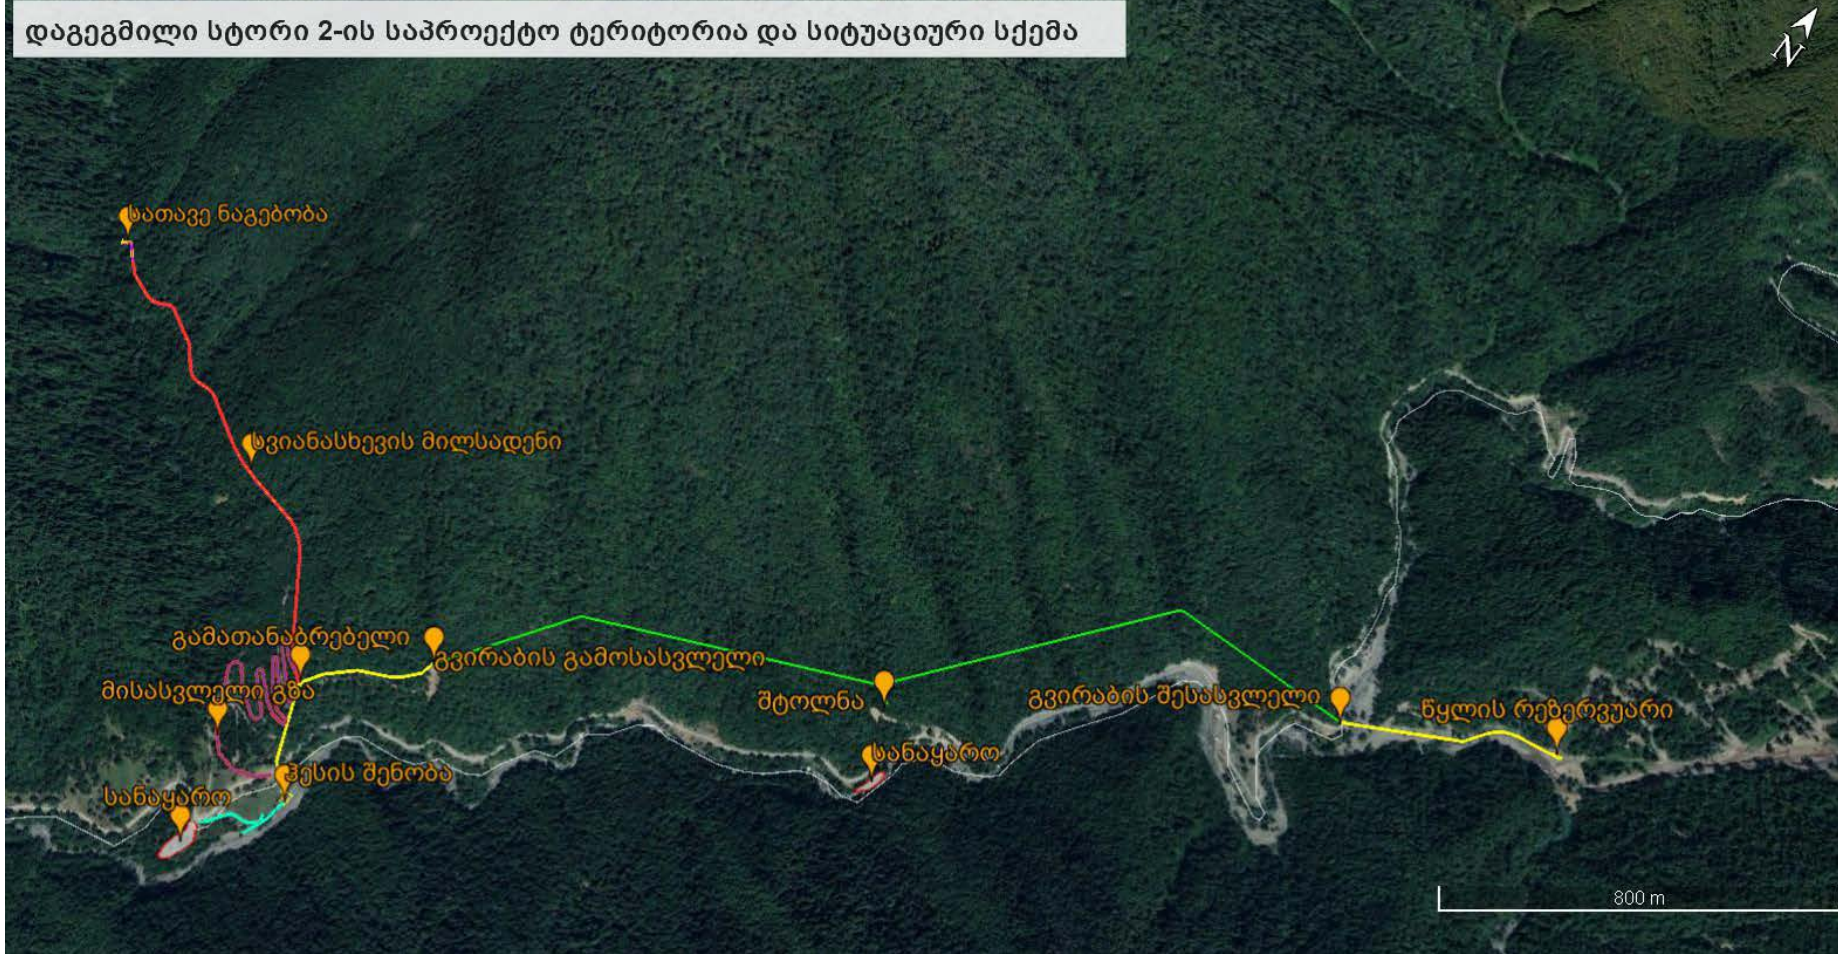 დაგეგმილი სტორი 2-ის საპროექტო ტერიტორია და სიტუაციური სქემა
N
სათავე ნაგებობა
სვიანასხევის მილსადენი
გამათანაბრებელი
გვირაბის გამოსასვლელი
მისასვლელი გზა
შტოლნა
გვირაბის შესასვლელი
წყლის რეზერვუარი
სანაყარო
ჰესის შენობა
სანაყარო
800 m